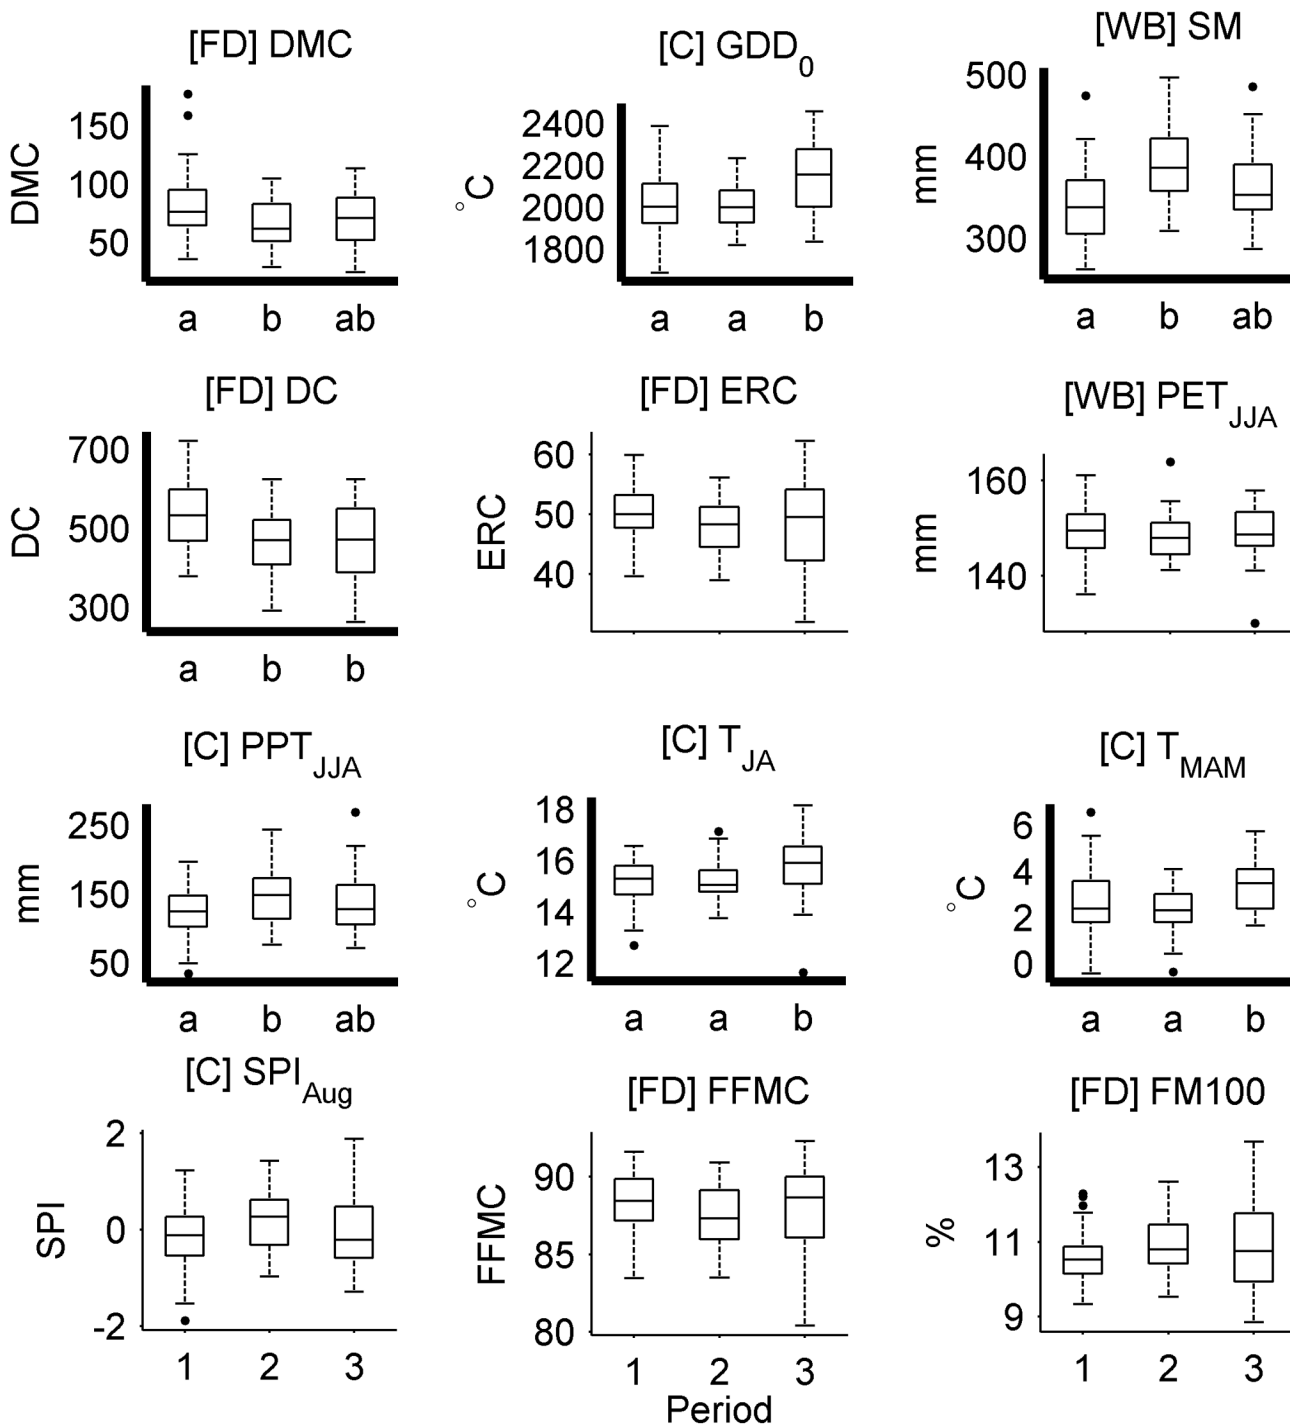 [FD] DMC
DMC
150
100
50
a b ab
[C] GDD0
°C
2400
2200
2000
1800
a a b
[WB] SM
mm
500
400
300
a b ab
[FD] DC
DC
700
500
300
a b b
[FD] ERC
ERC
60
50
40
[WB] PETJJA
mm
160
140
[C] PPTJJA
mm
250
150
50
a b ab
[C] TJA
°C
18
16
14
12
a a b
[C] TMAM
°C
6
4
2
0
a a b
[C] SPIAug
SPI
2
0
-2
1 2 3
[FD] FFMC
FFMC
90
85
80
1 2 3
Period
[FD] FM100
%
13
11
9
1 2 3